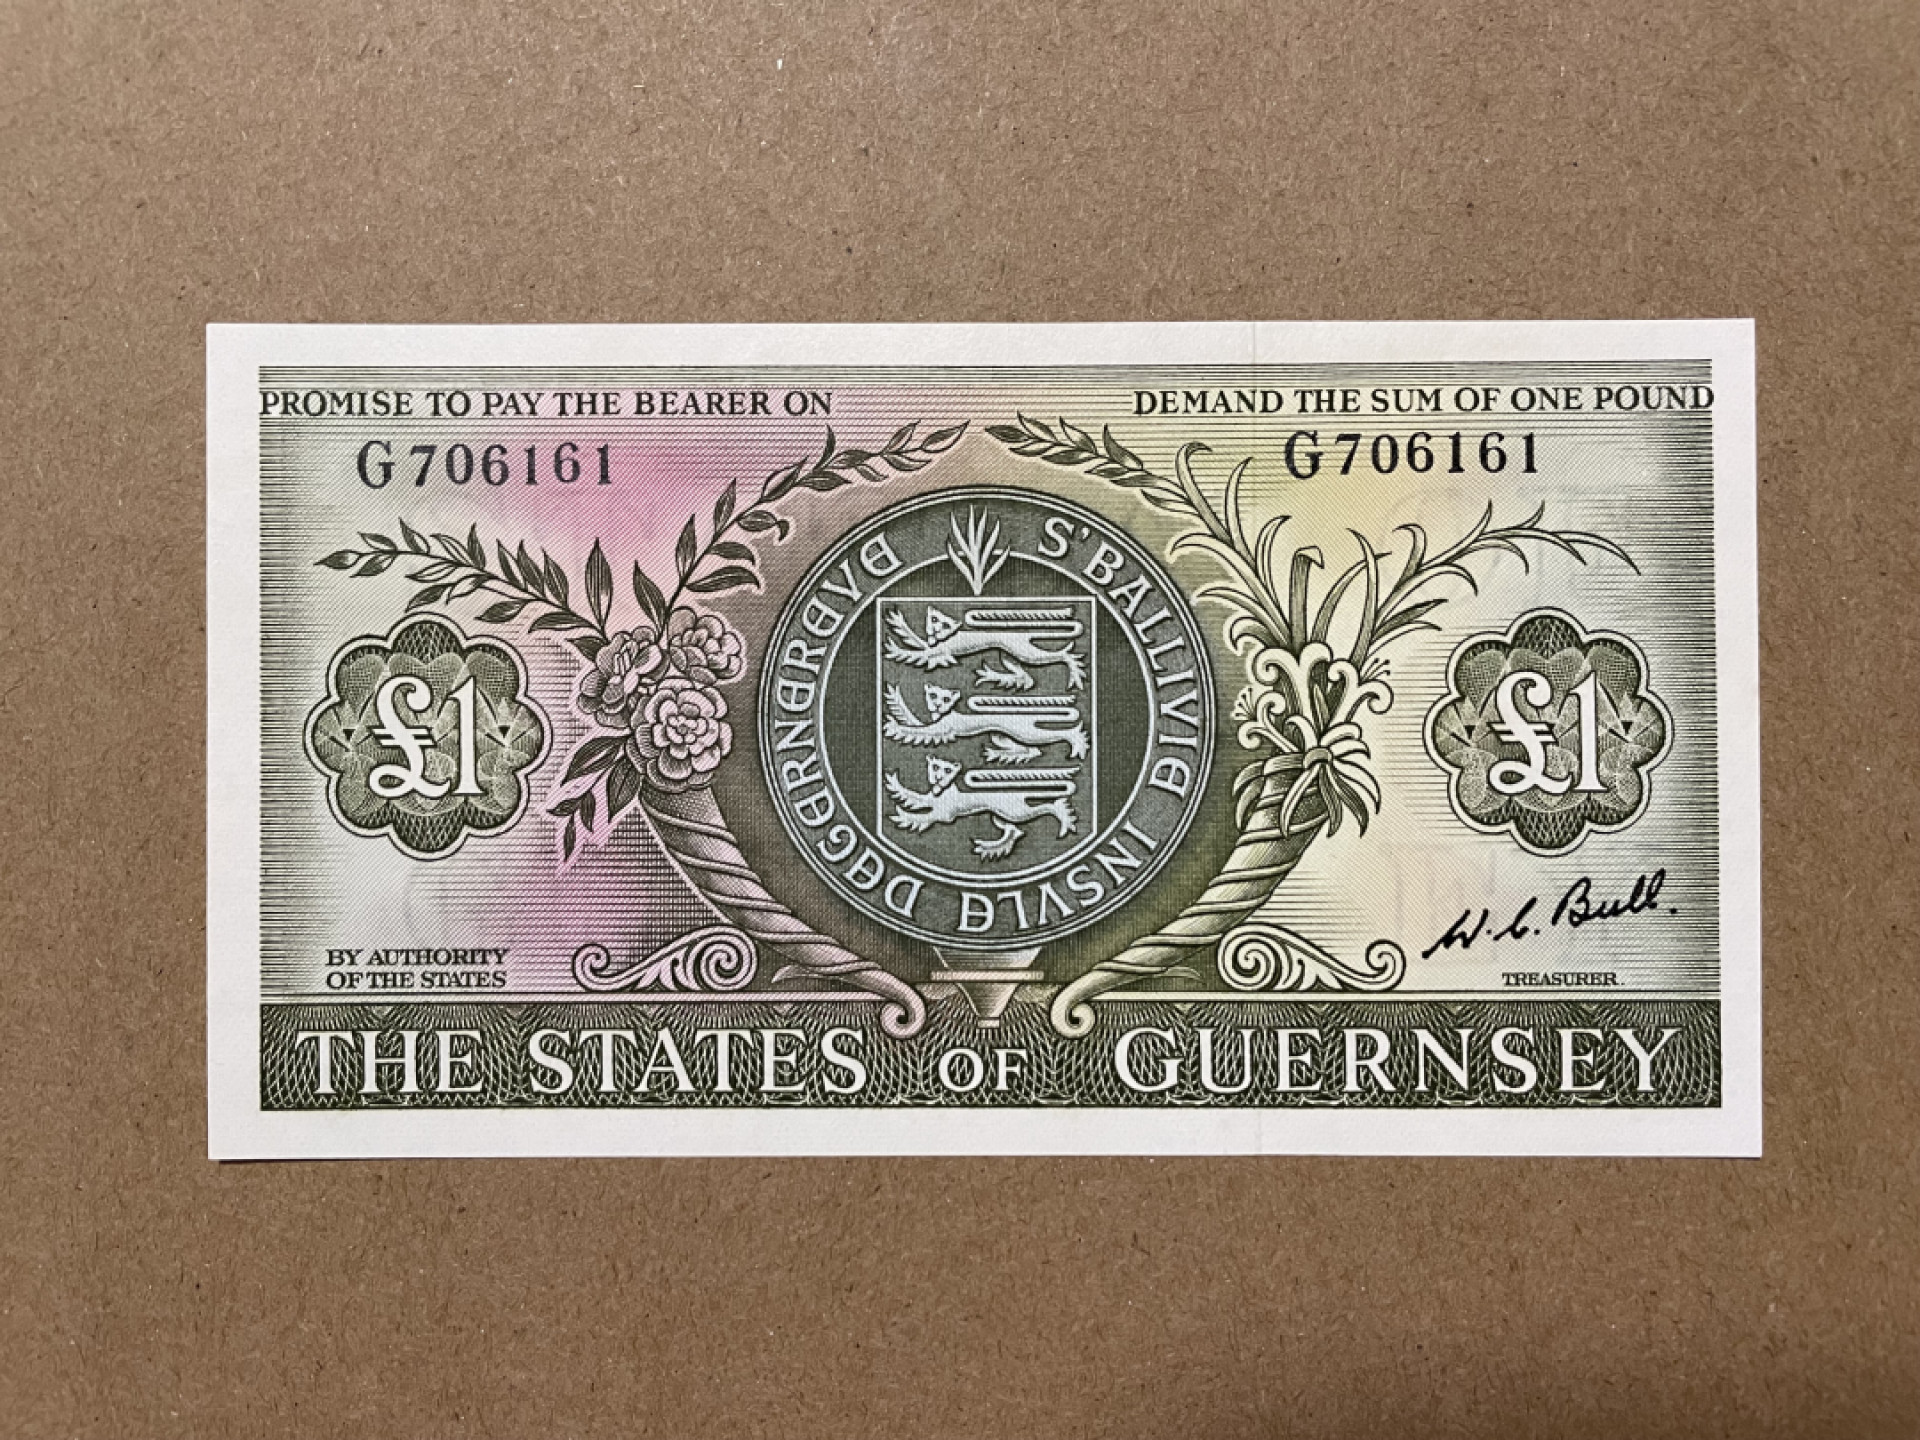 PROMISE TO PAY THE BEARER ON DEMAND THE SUM OF ONE POUND
G706161 G706161
S'BALLIVIE INSVLE DEGERNEREYE
£1 £1
W. C. Bull.
BY AUTHORITY
OF THE STATES
TREASURER.
THE STATES OF GUERNSEY